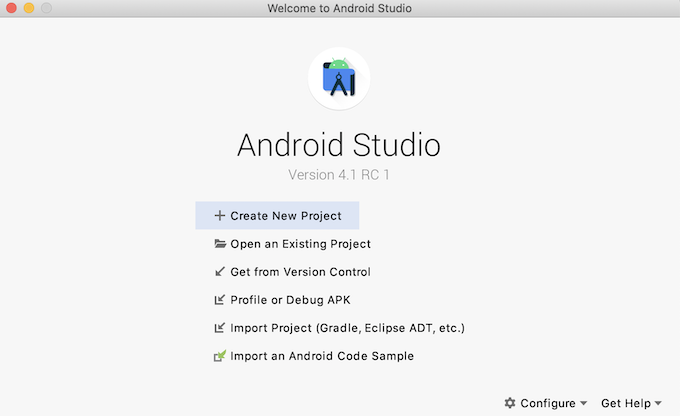 Welcome to Android Studio
Android Studio
Version 4.1 RC 1
Create New Project
Open an Existing Project
Get from Version Control
Profile or Debug APK
Import Project (Gradle, Eclipse ADT, etc.)
Import an Android Code Sample
Configure Get Help